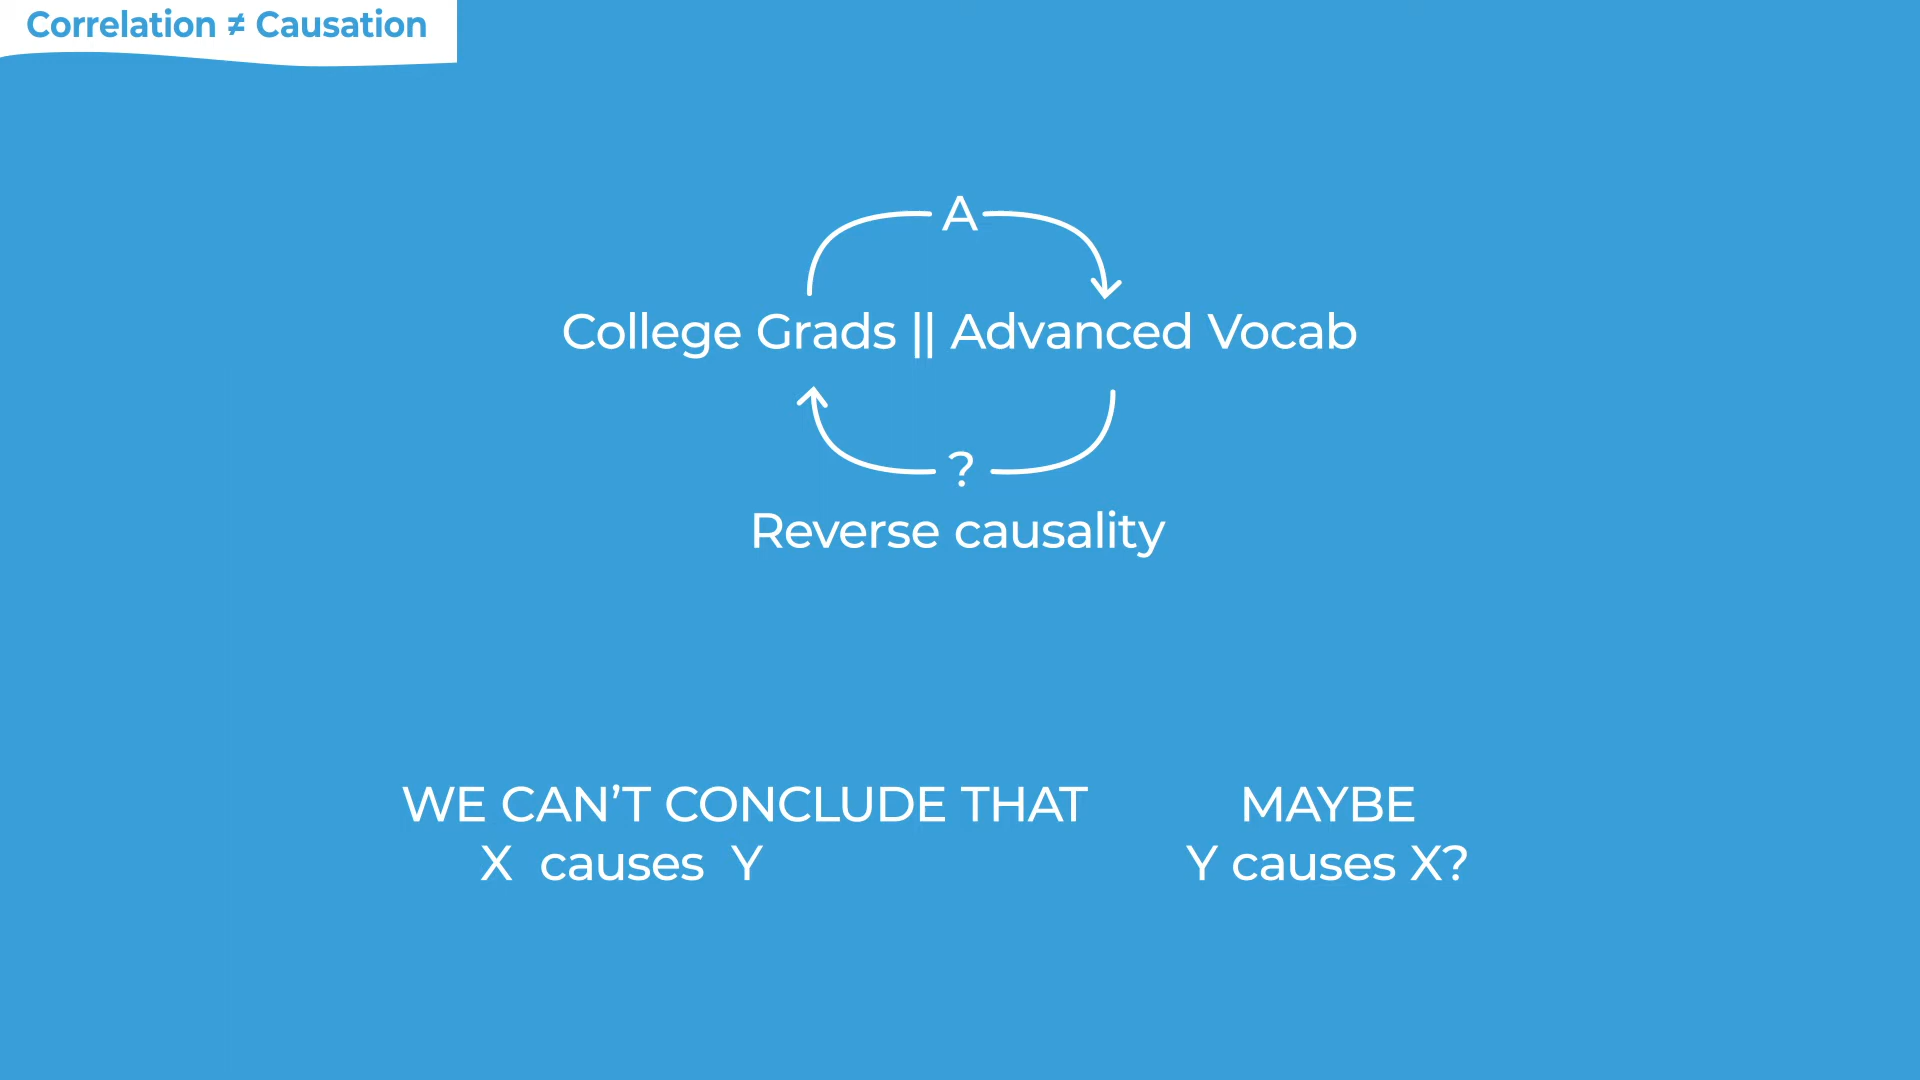 Correlation ≠ Causation
A
College Grads || Advanced Vocab
?
Reverse causality
WE CAN’T CONCLUDE THAT
X causes Y
MAYBE
Y causes X?